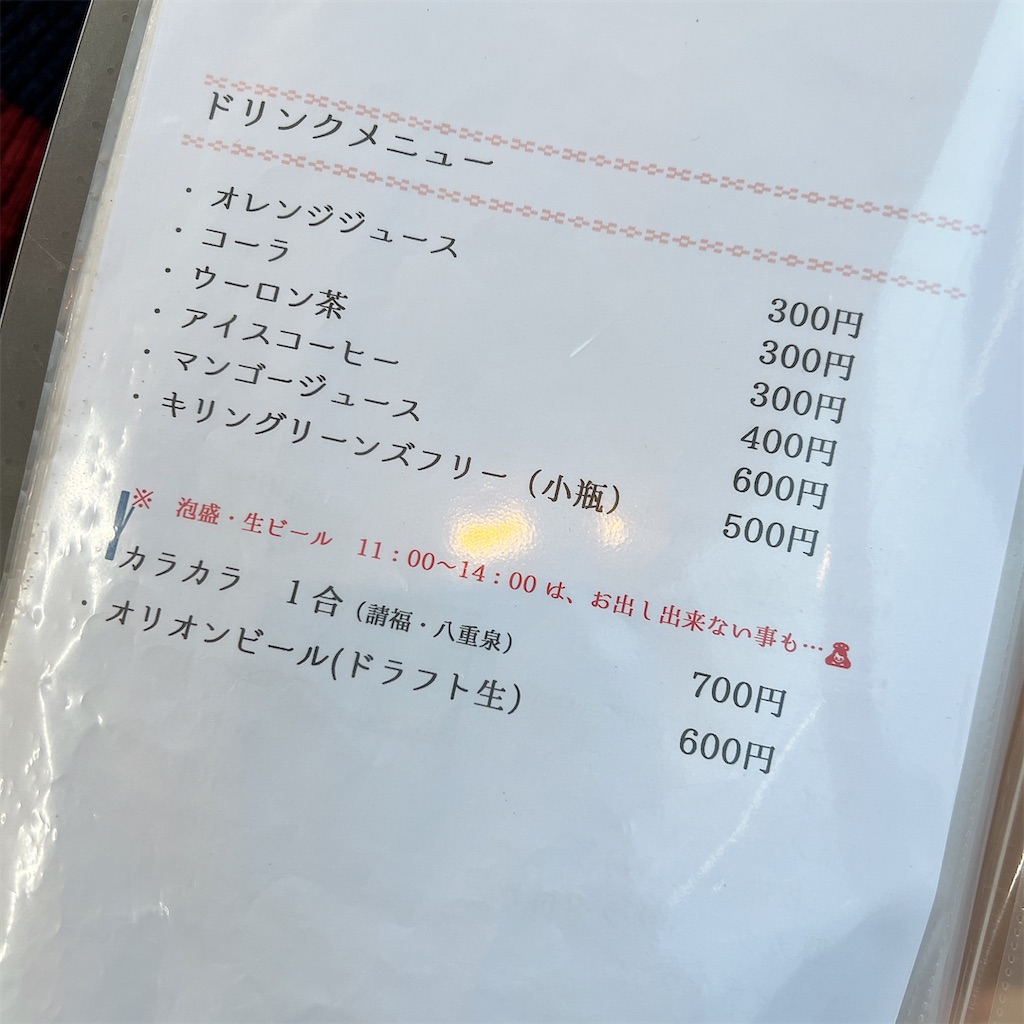 ドリンクメニュー
・ オレンジジュース 300円
・ コーラ 300円
・ ウーロン茶 300円
・ アイスコーヒー 400円
・ マンゴージュース 600円
・ キリングリーンズフリー（小瓶） 500円
※ 泡盛・生ビール 11：00～14：00 は、お出し出来ない事も…
カラカラ 1合（請福・八重泉） 700円
・ オリオンビール(ドラフト生） 600円